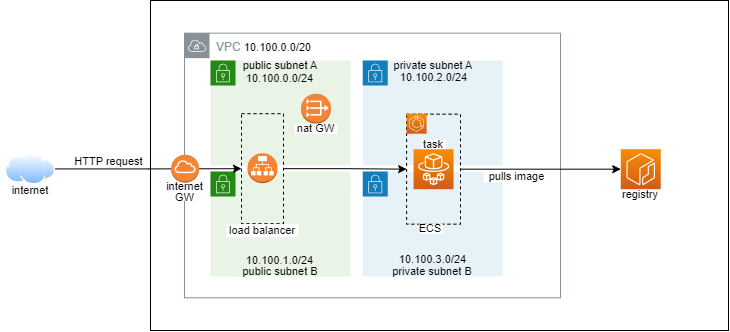 VPC 10.100.0.0/20
public subnet A
10.100.0.0/24
private subnet A
10.100.2.0/24
nat GW
task
HTTP request
internet
internet
GW
pulls image
registry
load balancer
ECS
10.100.1.0/24
public subnet B
10.100.3.0/24
private subnet B